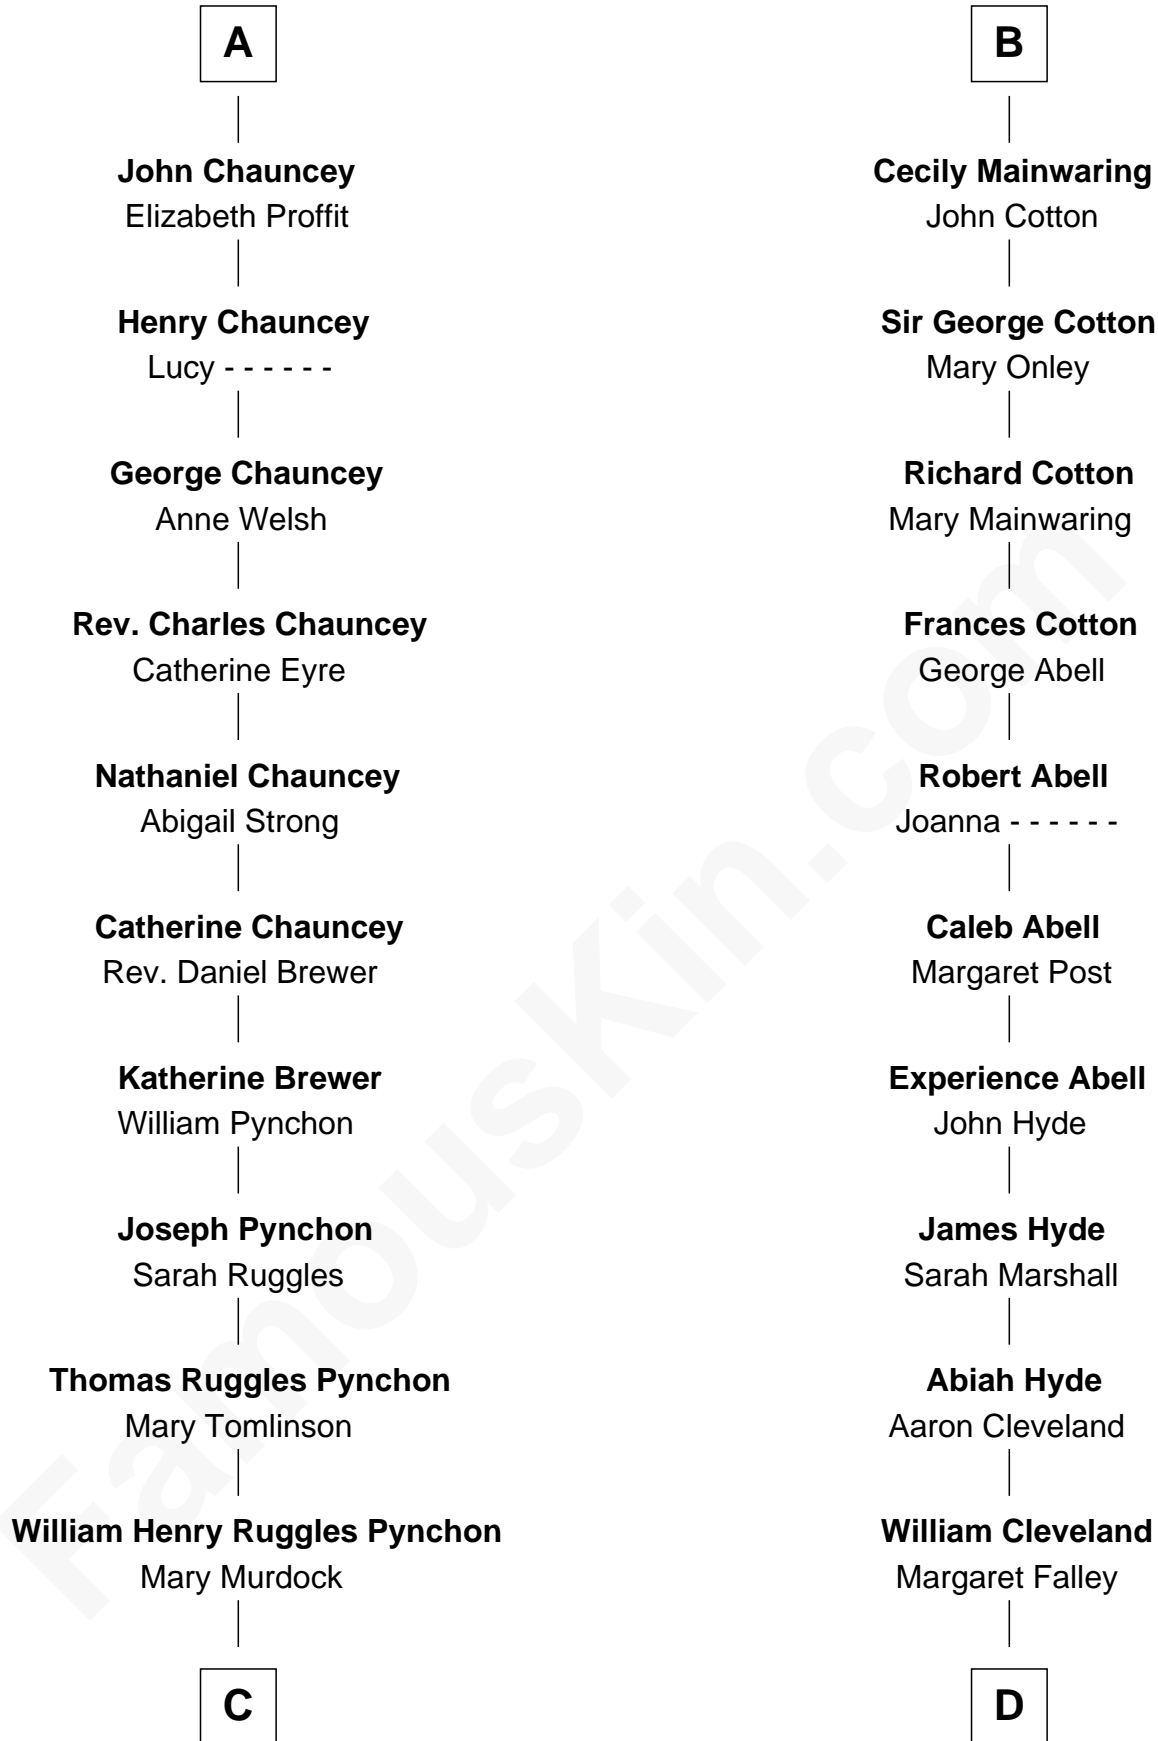 A
John Chauncey
Elizabeth Proffit
Henry Chauncey
Lucy - - - - - -
George Chauncey
Anne Welsh
Rev. Charles Chauncey
Catherine Eyre
Nathaniel Chauncey
Abigail Strong
Catherine Chauncey
Rev. Daniel Brewer
Katherine Brewer
William Pynchon
Joseph Pynchon
Sarah Ruggles
Thomas Ruggles Pynchon
Mary Tomlinson
William Henry Ruggles Pynchon
Mary Murdock
C
B
Cecily Mainwaring
John Cotton
Sir George Cotton
Mary Onley
Richard Cotton
Mary Mainwaring
Frances Cotton
George Abell
Robert Abell
Joanna - - - - - -
Caleb Abell
Margaret Post
Experience Abell
John Hyde
James Hyde
Sarah Marshall
Abiah Hyde
Aaron Cleveland
William Cleveland
Margaret Falley
D
FamousKin.com